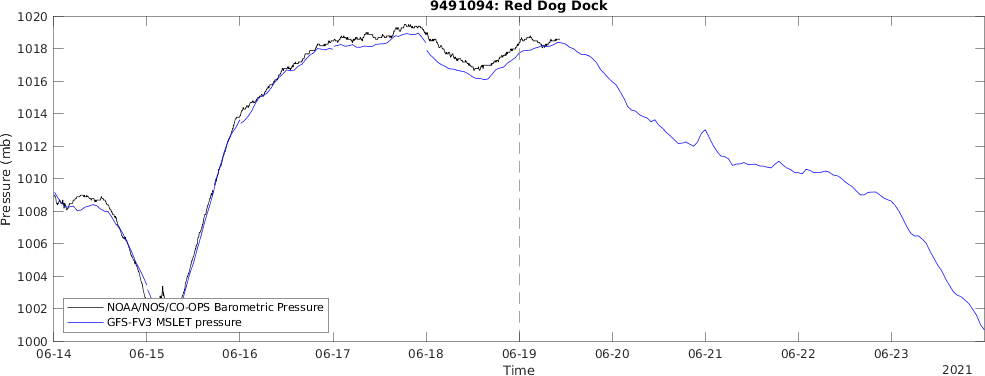 9491094: Red Dog Dock
Pressure (mb)
1020
1018
1016
1014
1012
1010
1008
1006
1004
1002
1000
NOAA/NOS/CO-OPS Barometric Pressure
GFS-FV3 MSLET pressure
06-14 06-15 06-16 06-17 06-18 06-19 06-20 06-21 06-22 06-23
Time
2021